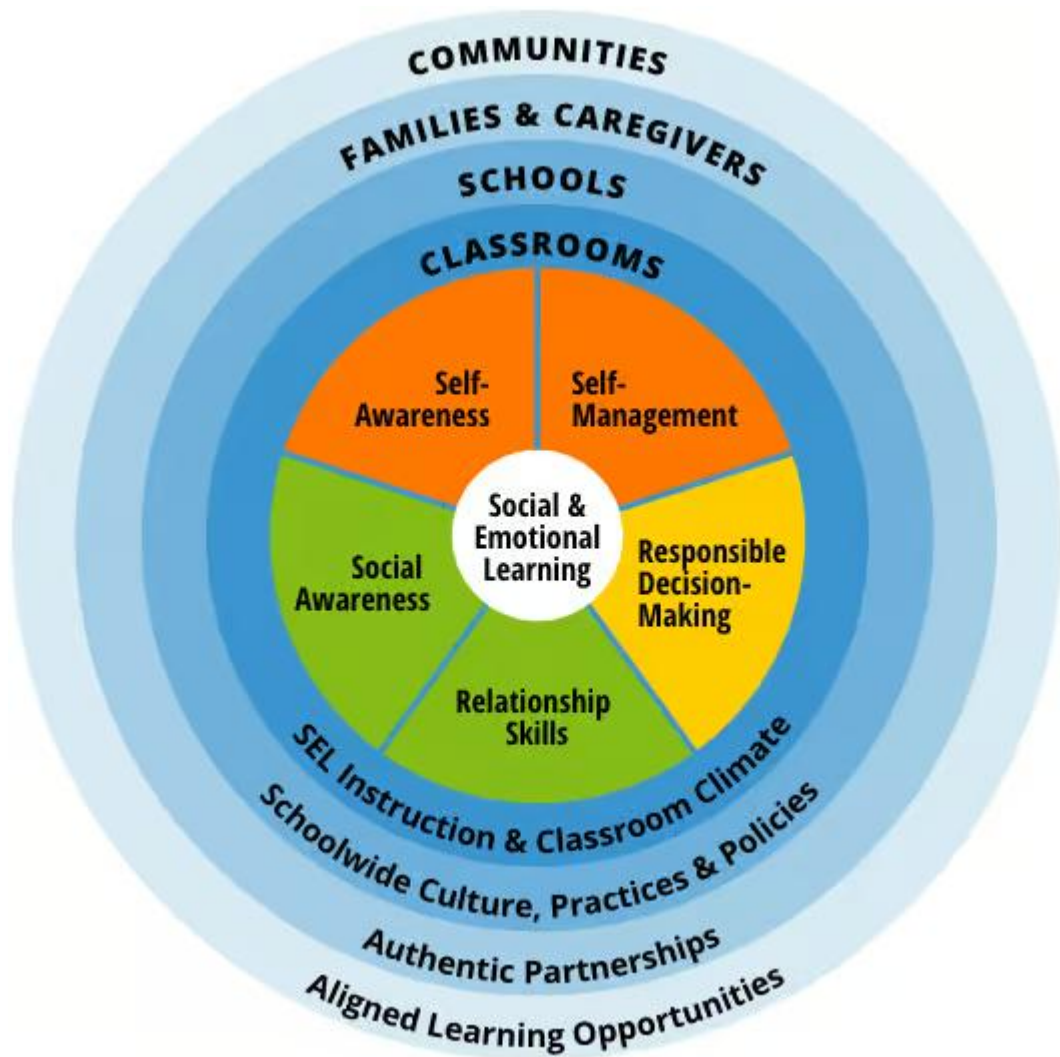 COMMUNITIES
FAMILIES & CAREGIVERS
SCHOOLS
CLASSROOMS
Self-
Awareness
Self-
Management
Social &
Emotional
Learning
Social
Awareness
Responsible
Decision-
Making
Relationship
Skills
SEL Instruction & Classroom Climate
Schoolwide Culture, Practices & Policies
Authentic Partnerships
Aligned Learning Opportunities